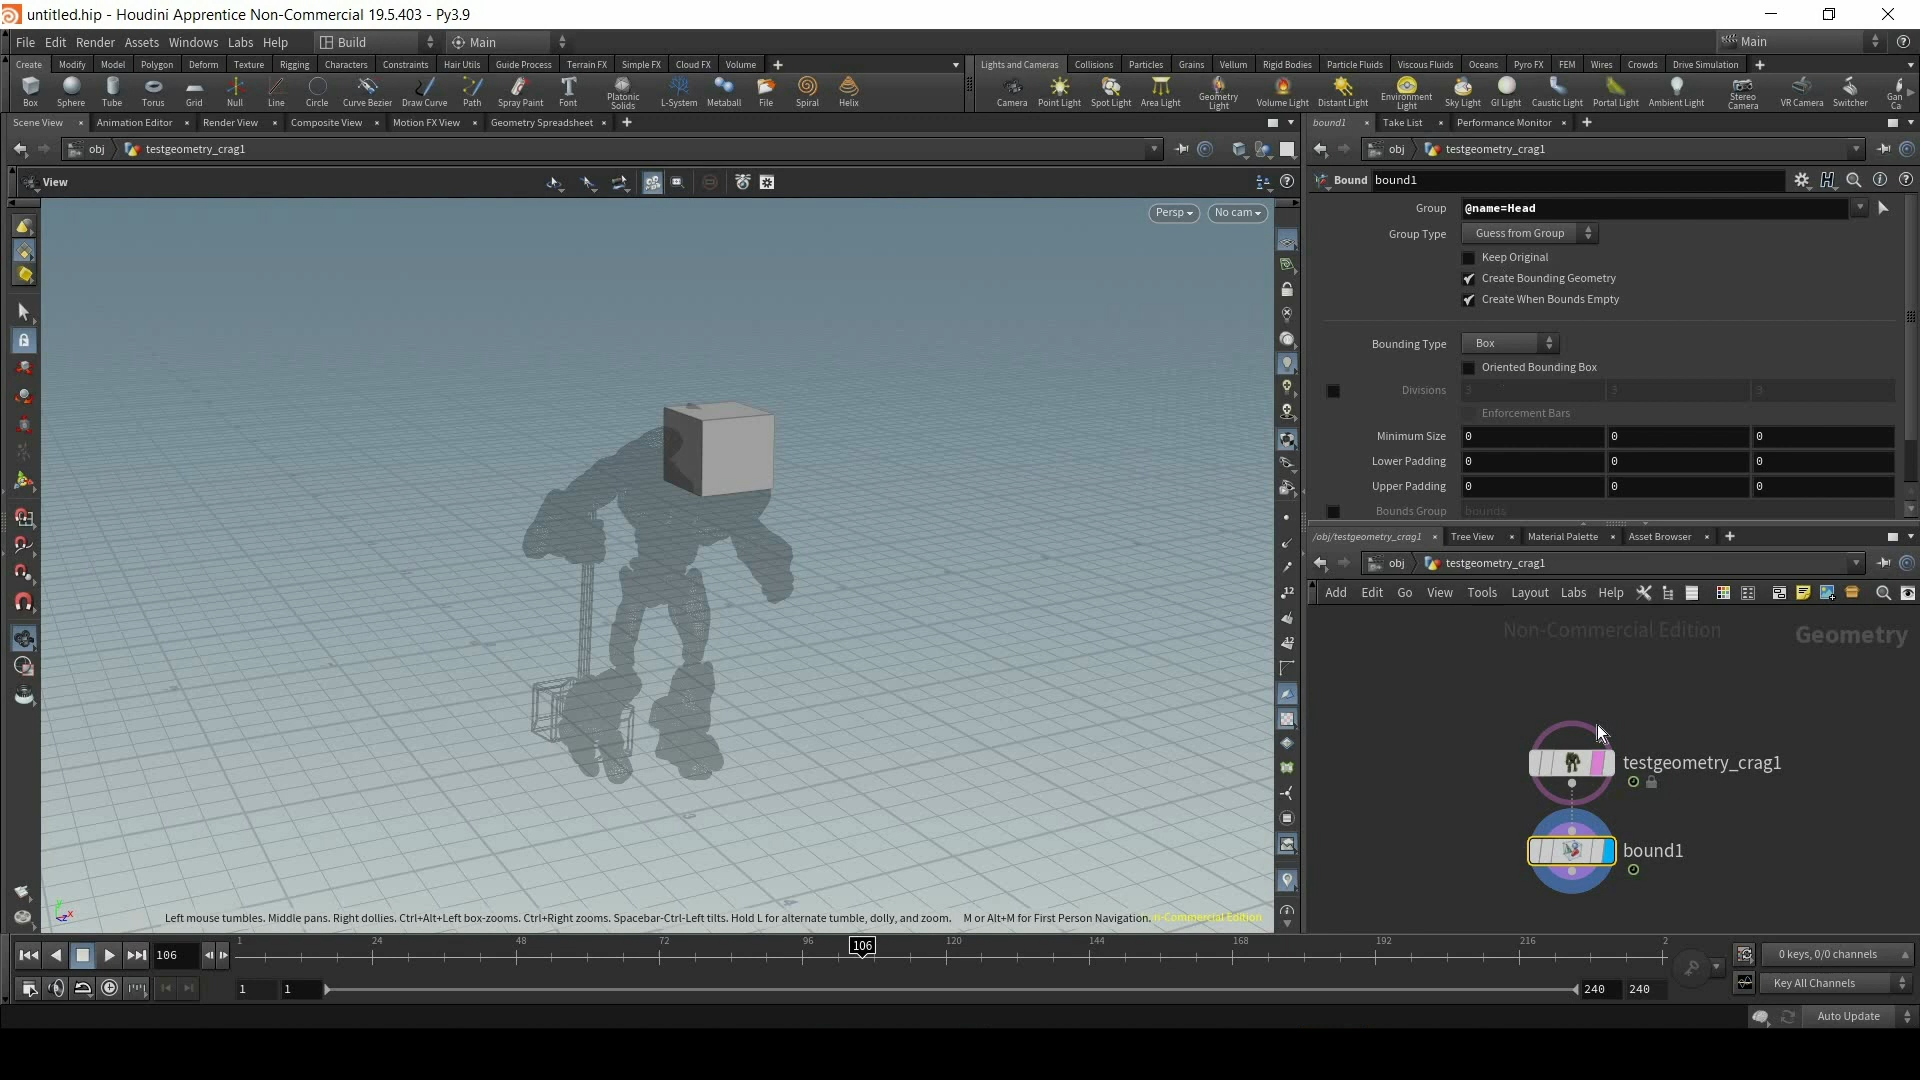 untitled.hip - Houdini Apprentice Non-Commercial 19.5.403 - Py3.9
File Edit Render Assets Windows Labs Help Build Main Main
Create Modify Model Polygon Deform Texture Rigging Characters Constraints Hair Utils Guide Process Terrain FX Simple FX Cloud FX Volume
Lights and Cameras Collisions Particles Grains Vellum Rigid Bodies Particle Fluids Viscous Fluids Oceans Pyro FX FEM Wires Crowds Drive Simulation
Box Sphere Tube Torus Grid Null Line Circle Curve Bezier Draw Curve Path Spray Paint Font Platonic Solids L-System Metaball File Spiral Helix
Camera Point Light Spot Light Area Light Geometry Light Volume Light Distant Light Environment Light Sky Light GI Light Caustic Light Portal Light Ambient Light Stereo Camera VR Camera Switcher Gan Ca
Scene View Animation Editor Render View Composite View Motion FX View Geometry Spreadsheet
bound1 Take List Performance Monitor
obj testgeometry_crag1
obj testgeometry_crag1
View
Bound bound1
Persp No cam
Group @name=Head
Group Type Guess from Group
Keep Original
Create Bounding Geometry
Create When Bounds Empty
Bounding Type Box
Oriented Bounding Box
Divisions 3 3 3
Enforcement Bars
Minimum Size 0 0 0
Lower Padding 0 0 0
Upper Padding 0 0 0
Bounds Group bounds
/obj/testgeometry_crag1 Tree View Material Palette Asset Browser
obj testgeometry_crag1
Add Edit Go View Tools Layout Labs Help
Non-Commercial Edition Geometry
testgeometry_crag1
bound1
Left mouse tumbles. Middle pans. Right dollies. Ctrl+Alt+Left box-zooms. Ctrl+Right zooms. Spacebar-Ctrl-Left tilts. Hold L for alternate tumble, dolly, and zoom. M or Alt+M for First Person Navigation. n-Commercial Edition
106 1 24 48 72 96 106 120 144 168 192 216 2
0 keys, 0/0 channels
1 1 240 240
Key All Channels
Auto Update